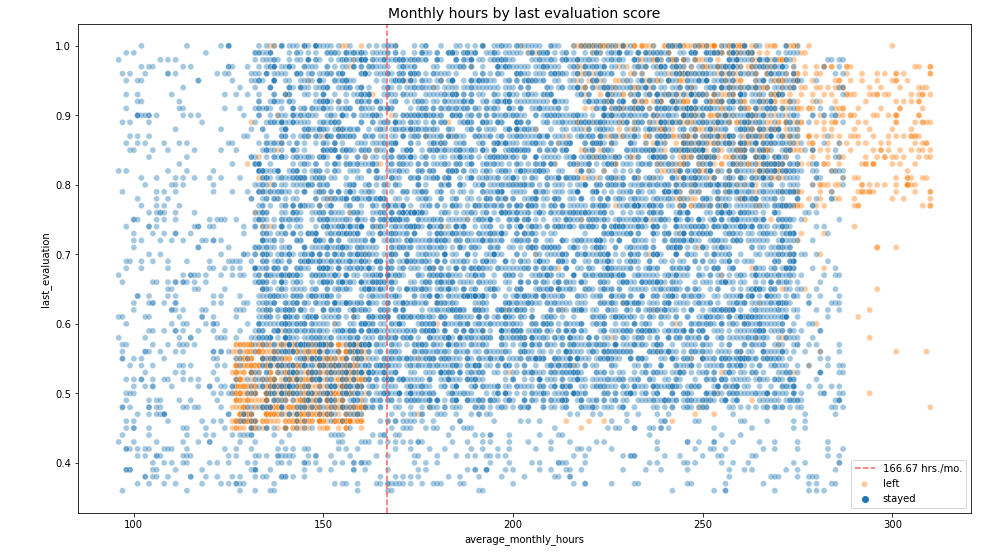 Monthly hours by last evaluation score
1.0
0.9
0.8
0.7
0.6
0.5
0.4
last_evaluation
100
150
200
250
300
average_monthly_hours
166.67 hrs./mo.
left
stayed